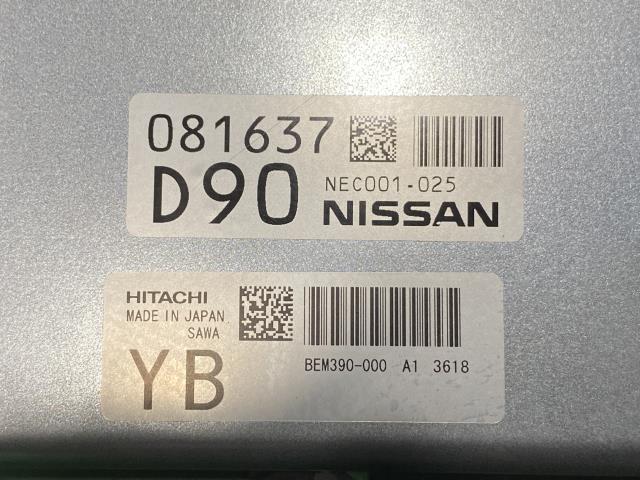 081637
D90 NEC001-025
NISSAN
HITACHI
MADE IN JAPAN
SAWA
YB
BEM390-000 A1 3618